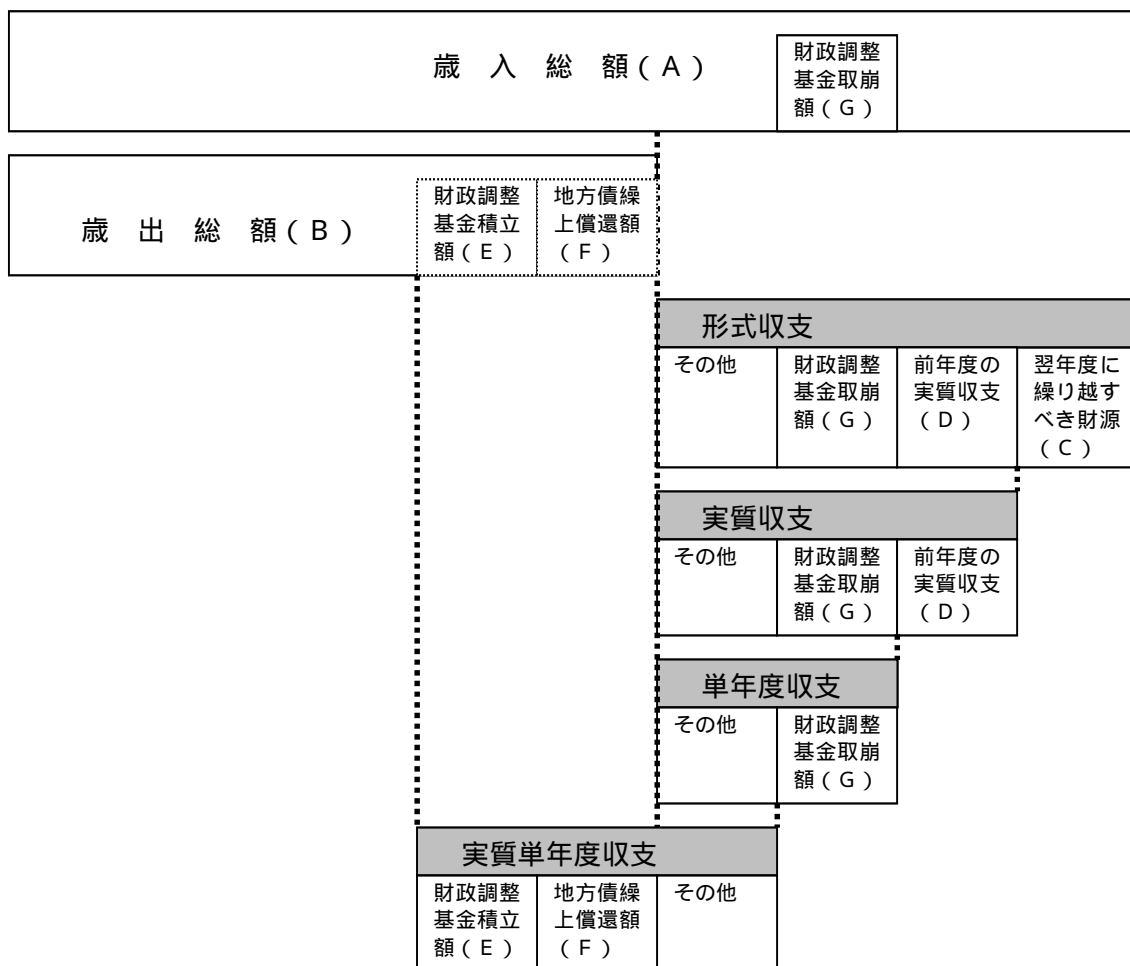 歳入総額(A)
財政調整
基金取崩
額(G)
歳出総額(B)
財政調整
基金積立
額(E)
地方債繰
上償還額
(F)
形式収支
その他
財政調整
基金取崩
額(G)
前年度の
実質収支
(D)
翌年度に
繰り越す
べき財源
(C)
実質収支
その他
財政調整
基金取崩
額(G)
前年度の
実質収支
(D)
単年度収支
その他
財政調整
基金取崩
額(G)
実質単年度収支
財政調整
基金積立
額(E)
地方債繰
上償還額
(F)
その他